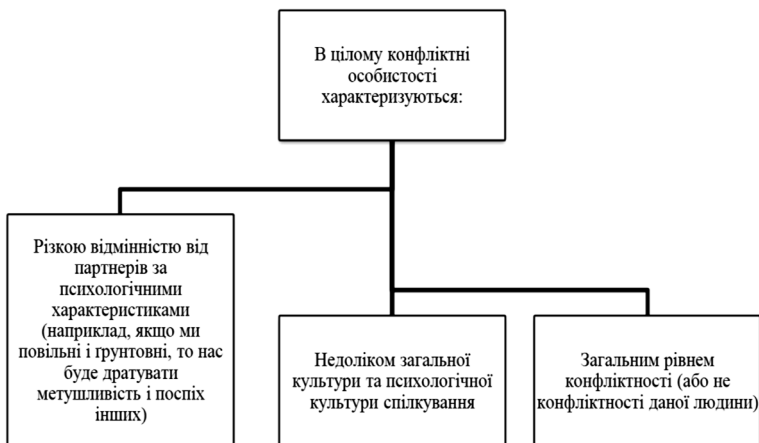 В цілому конфліктні
особистості
характеризуються:
Різкою відмінністю від
партнерів за
психологічними
характеристиками
(наприклад, якщо ми
повільні і ґрунтовні, то нас
буде дратувати
метушливість і поспіх
інших)
Недоліком загальної
культури та психологічної
культури спілкування
Загальним рівнем
конфліктності (або не
конфліктності даної людини)